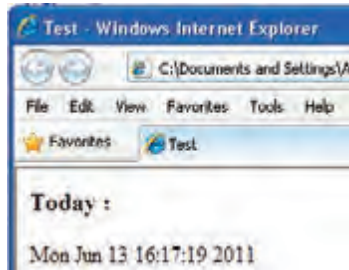 Test - Windows Internet Explorer
C:\Documents and Settings\A
File Edit View Favorites Tools Help
Favorites Test
Today :
Mon Jun 13 16:17:19 2011